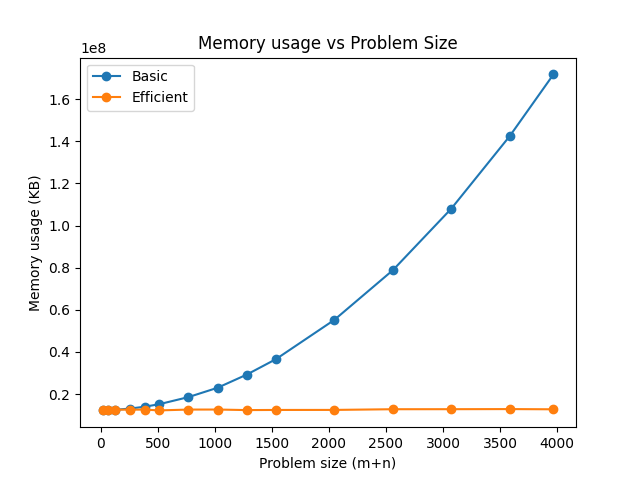 Memory usage vs Problem Size
1e8
Basic
Efficient
1.6
1.4
1.2
1.0
0.8
0.6
0.4
0.2
Memory usage (KB)
0 500 1000 1500 2000 2500 3000 3500 4000
Problem size (m+n)